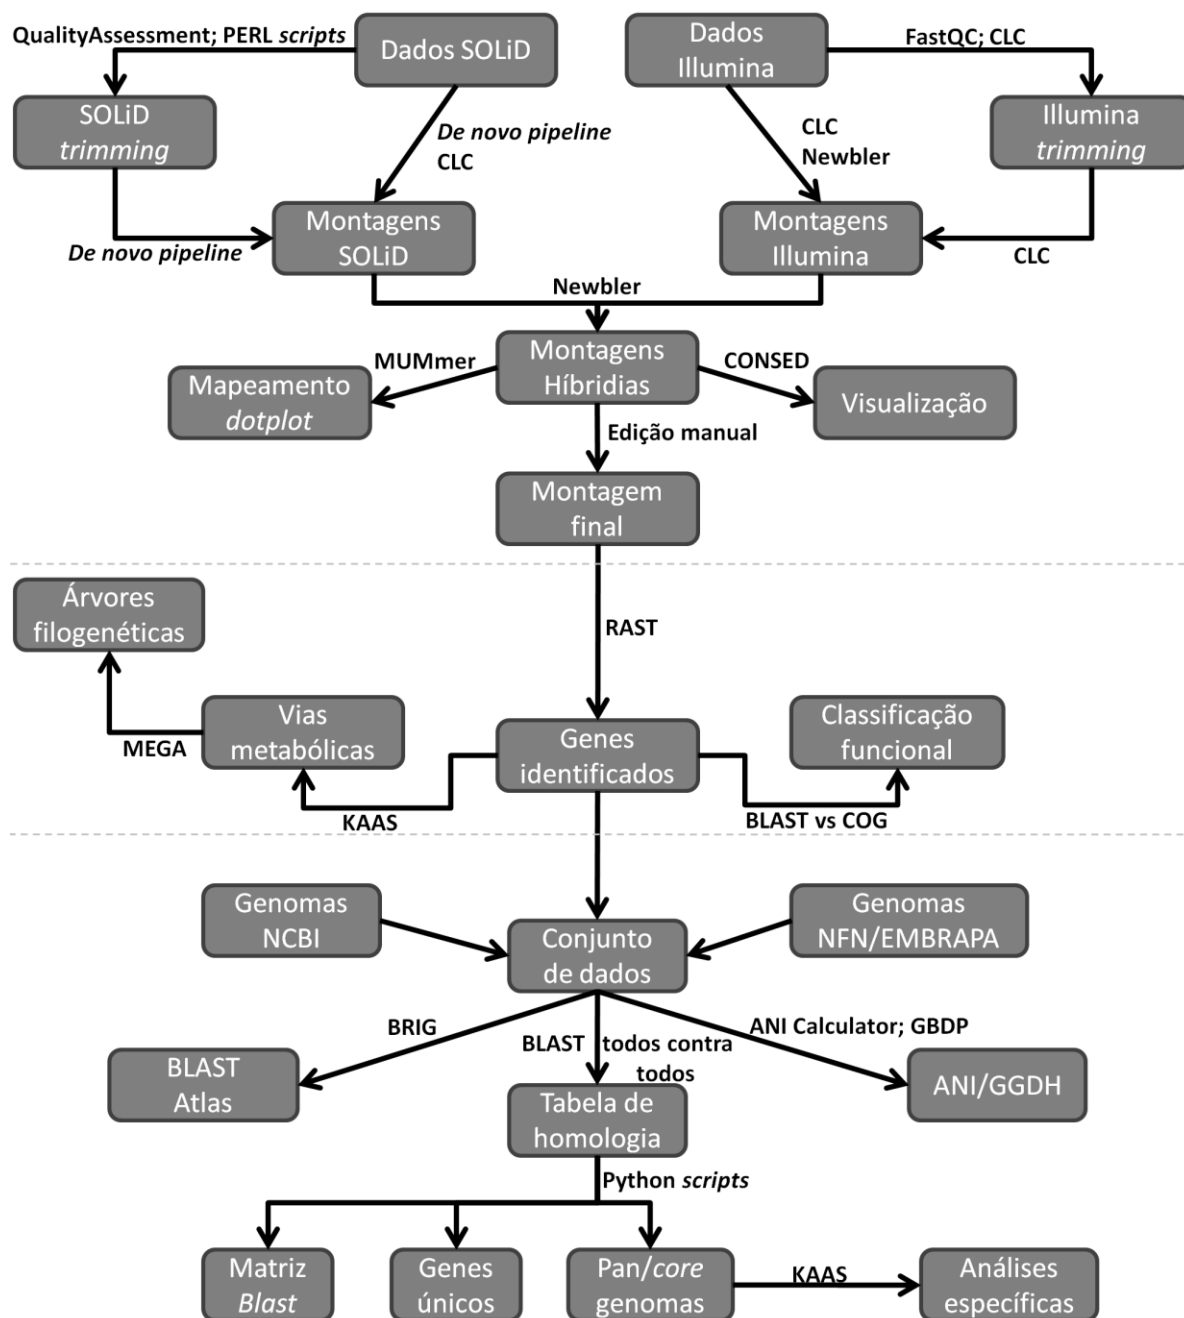 QualityAssessment; PERL scripts
Dados SOLiD
Dados
Illumina
FastQC; CLC
SOLiD
trimming
De novo pipeline
CLC
CLC
Newbler
Illumina
trimming
De novo pipeline
Montagens
SOLiD
Montagens
Illumina
CLC
Newbler
MUMmer
Montagens
Híbridias
CONSED
Mapeamento
dotplot
Visualização
Edição manual
Montagem
final
Árvores
filogenéticas
RAST
MEGA
Vias
metabólicas
Genes
identificados
Classificação
funcional
KAAS
BLAST vs COG
Genomas
NCBI
Conjunto
de dados
Genomas
NFN/EMBRAPA
BRIG
BLAST todos contra
todos
ANI Calculator; GBDP
BLAST
Atlas
Tabela de
homologia
ANI/GGDH
Python scripts
Matriz
Blast
Genes
únicos
Pan/core
genomas
KAAS
Análises
específicas